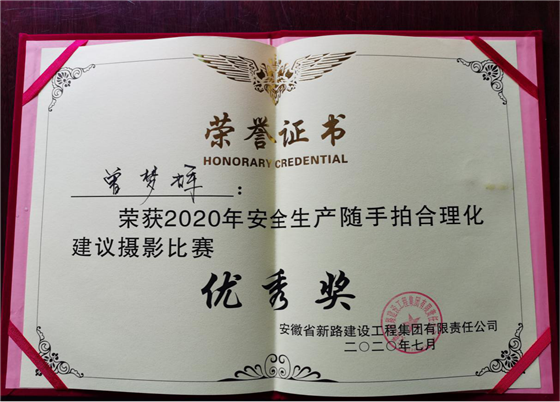 荣誉证书
HONORARY CREDENTIAL
曾梦辉：
荣获2020年安全生产随手拍合理化
建议摄影比赛
优秀奖
安徽省新路建设工程集团有限责任公司
二〇二〇年七月